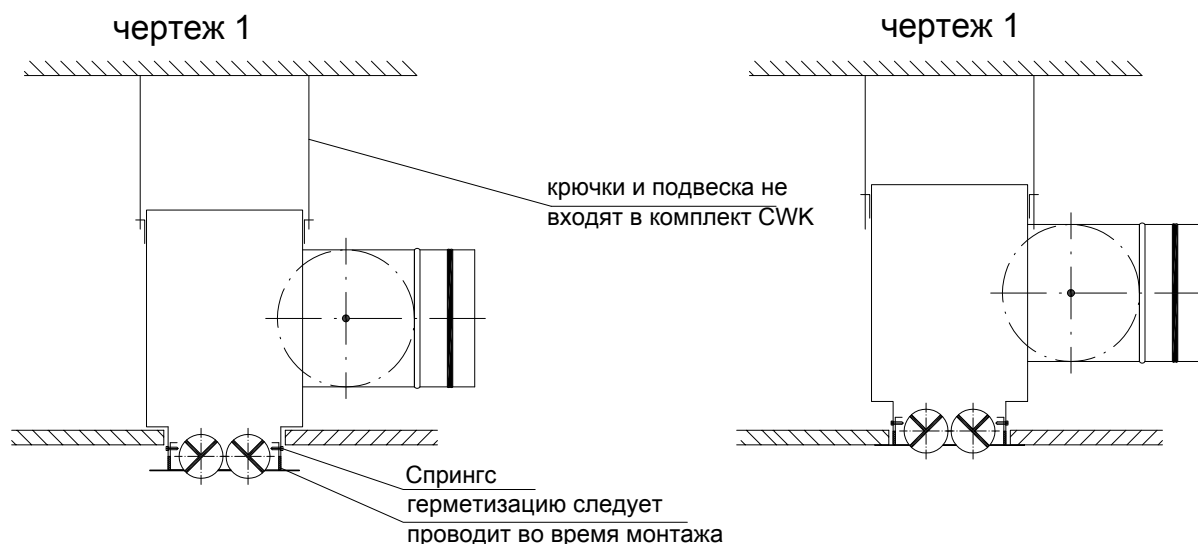 чертеж 1
чертеж 1
крючки и подвеска не
входят в комплект CWK
Спрингс
герметизацию следует
проводит во время монтажа